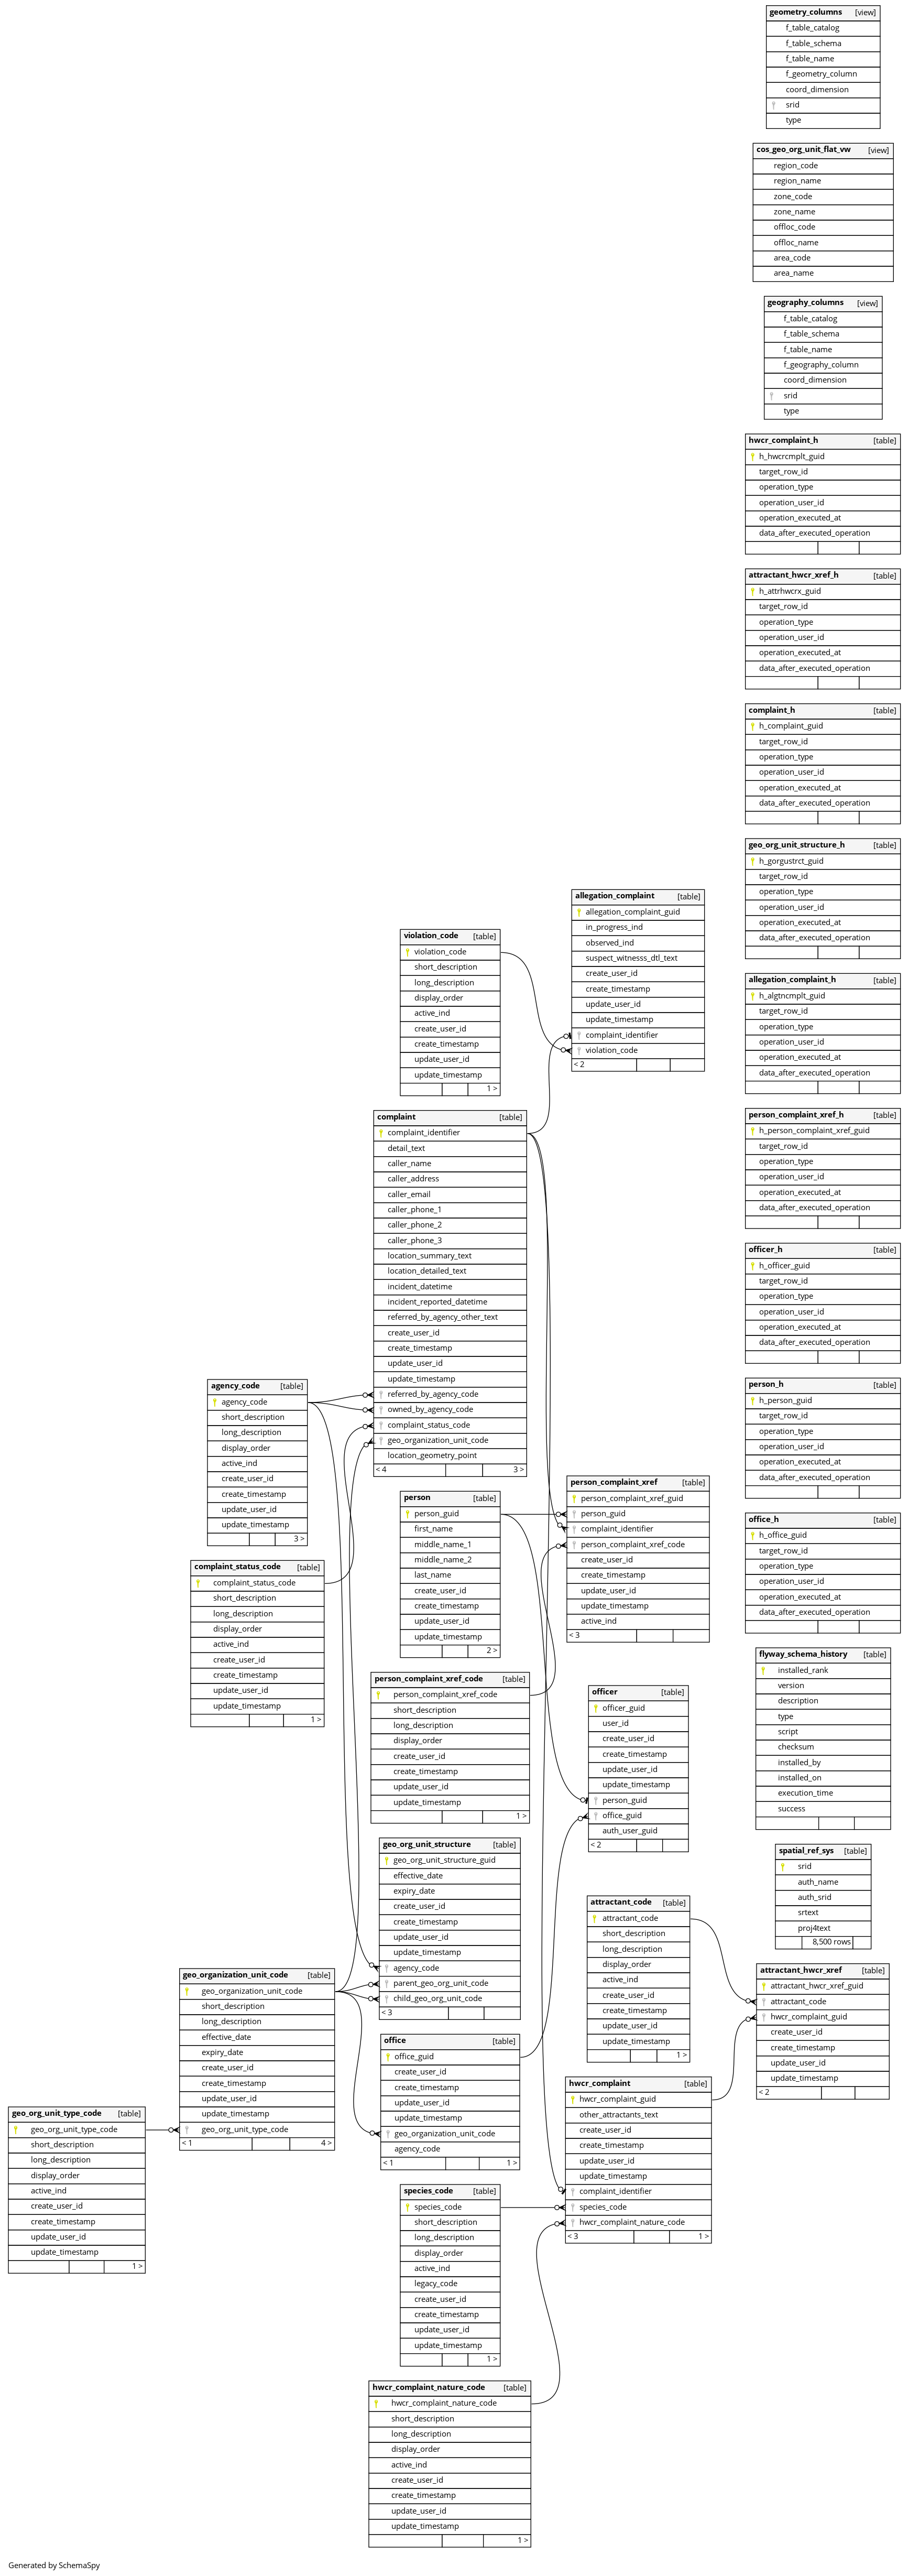 geometry_columns [view]
f_table_catalog
f_table_schema
f_table_name
f_geometry_column
coord_dimension
srid
type
cos_geo_org_unit_flat_vw [view]
region_code
region_name
zone_code
zone_name
offloc_code
offloc_name
area_code
area_name
geography_columns [view]
f_table_catalog
f_table_schema
f_table_name
f_geography_column
coord_dimension
srid
type
hwcr_complaint_h [table]
h_hwcrcmplt_guid
target_row_id
operation_type
operation_user_id
operation_executed_at
data_after_executed_operation
attractant_hwcr_xref_h [table]
h_attrhwcrx_guid
target_row_id
operation_type
operation_user_id
operation_executed_at
data_after_executed_operation
complaint_h [table]
h_complaint_guid
target_row_id
operation_type
operation_user_id
operation_executed_at
data_after_executed_operation
geo_org_unit_structure_h [table]
h_gorgustrct_guid
target_row_id
operation_type
operation_user_id
operation_executed_at
data_after_executed_operation
allegation_complaint_h [table]
h_algtncmplt_guid
target_row_id
operation_type
operation_user_id
operation_executed_at
data_after_executed_operation
person_complaint_xref_h [table]
h_person_complaint_xref_guid
target_row_id
operation_type
operation_user_id
operation_executed_at
data_after_executed_operation
officer_h [table]
h_officer_guid
target_row_id
operation_type
operation_user_id
operation_executed_at
data_after_executed_operation
person_h [table]
h_person_guid
target_row_id
operation_type
operation_user_id
operation_executed_at
data_after_executed_operation
office_h [table]
h_office_guid
target_row_id
operation_type
operation_user_id
operation_executed_at
data_after_executed_operation
flyway_schema_history [table]
installed_rank
version
description
type
script
checksum
installed_by
installed_on
execution_time
success
spatial_ref_sys [table]
srid
auth_name
auth_srid
srtext
proj4text
8,500 rows
attractant_hwcr_xref [table]
attractant_hwcr_xref_guid
attractant_code
hwcr_complaint_guid
create_user_id
create_timestamp
update_user_id
update_timestamp
< 2
allegation_complaint [table]
allegation_complaint_guid
in_progress_ind
observed_ind
suspect_witnesss_dtl_text
create_user_id
create_timestamp
update_user_id
update_timestamp
complaint_identifier
violation_code
< 2
violation_code [table]
violation_code
short_description
long_description
display_order
active_ind
create_user_id
create_timestamp
update_user_id
update_timestamp
1 >
complaint [table]
complaint_identifier
detail_text
caller_name
caller_address
caller_email
caller_phone_1
caller_phone_2
caller_phone_3
location_summary_text
location_detailed_text
incident_datetime
incident_reported_datetime
referred_by_agency_other_text
create_user_id
create_timestamp
update_user_id
update_timestamp
referred_by_agency_code
owned_by_agency_code
complaint_status_code
geo_organization_unit_code
location_geometry_point
< 4 3 >
agency_code [table]
agency_code
short_description
long_description
display_order
active_ind
create_user_id
create_timestamp
update_user_id
update_timestamp
3 >
person_complaint_xref [table]
person_complaint_xref_guid
person_guid
complaint_identifier
person_complaint_xref_code
create_user_id
create_timestamp
update_user_id
update_timestamp
active_ind
< 3
person [table]
person_guid
first_name
middle_name_1
middle_name_2
last_name
create_user_id
create_timestamp
update_user_id
update_timestamp
2 >
complaint_status_code [table]
complaint_status_code
short_description
long_description
display_order
active_ind
create_user_id
create_timestamp
update_user_id
update_timestamp
1 >
person_complaint_xref_code [table]
person_complaint_xref_code
short_description
long_description
display_order
create_user_id
create_timestamp
update_user_id
update_timestamp
1 >
officer [table]
officer_guid
user_id
create_user_id
create_timestamp
update_user_id
update_timestamp
person_guid
office_guid
auth_user_guid
< 2
geo_org_unit_structure [table]
geo_org_unit_structure_guid
effective_date
expiry_date
create_user_id
create_timestamp
update_user_id
update_timestamp
agency_code
parent_geo_org_unit_code
child_geo_org_unit_code
< 3
attractant_code [table]
attractant_code
short_description
long_description
display_order
active_ind
create_user_id
create_timestamp
update_user_id
update_timestamp
1 >
geo_organization_unit_code [table]
geo_organization_unit_code
short_description
long_description
effective_date
expiry_date
create_user_id
create_timestamp
update_user_id
update_timestamp
geo_org_unit_type_code
< 1 4 >
office [table]
office_guid
create_user_id
create_timestamp
update_user_id
update_timestamp
geo_organization_unit_code
agency_code
< 1 1 >
hwcr_complaint [table]
hwcr_complaint_guid
other_attractants_text
create_user_id
create_timestamp
update_user_id
update_timestamp
complaint_identifier
species_code
hwcr_complaint_nature_code
< 3 1 >
geo_org_unit_type_code [table]
geo_org_unit_type_code
short_description
long_description
display_order
active_ind
create_user_id
create_timestamp
update_user_id
update_timestamp
1 >
species_code [table]
species_code
short_description
long_description
display_order
active_ind
legacy_code
create_user_id
create_timestamp
update_user_id
update_timestamp
1 >
hwcr_complaint_nature_code [table]
hwcr_complaint_nature_code
short_description
long_description
display_order
active_ind
create_user_id
create_timestamp
update_user_id
update_timestamp
1 >
Generated by SchemaSpy